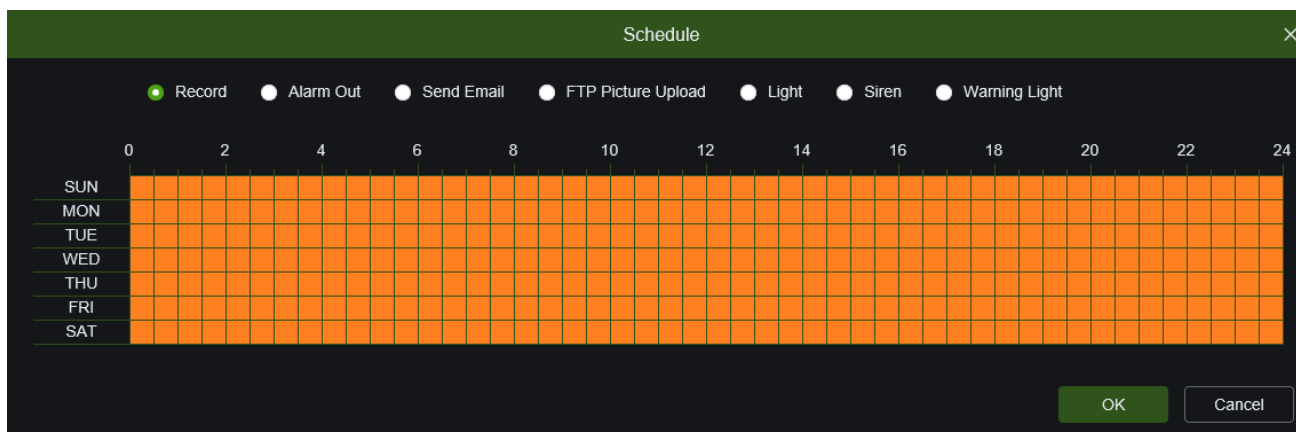 Schedule
Record Alarm Out Send Email FTP Picture Upload Light Siren Warning Light
0 2 4 6 8 10 12 14 16 18 20 22 24
SUN
MON
TUE
WED
THU
FRI
SAT
OK Cancel